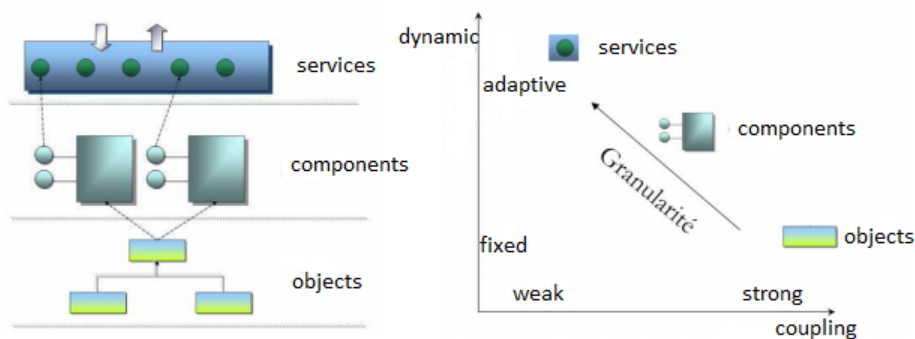 services
components
objects
dynamic
services
adaptive
components
Granularité
fixed
objects
weak strong
coupling